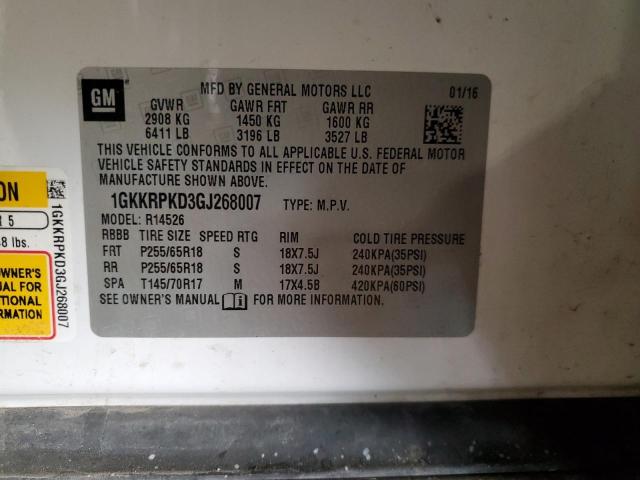 MFD BY GENERAL MOTORS LLC 01/16
GM
GVWR GAWR FRT GAWR RR
2908 KG 1450 KG 1600 KG
6411 LB 3196 LB 3527 LB
THIS VEHICLE CONFORMS TO ALL APPLICABLE U.S. FEDERAL MOTOR
VEHICLE SAFETY STANDARDS IN EFFECT ON THE DATE OF
MANUFACTURE SHOWN ABOVE.
1GKKRPKD3GJ268007 TYPE: M.P.V.
MODEL: R14526
RBBB TIRE SIZE SPEED RTG RIM COLD TIRE PRESSURE
FRT P255/65R18 S 18X7.5J 240KPA(35PSI)
RR P255/65R18 S 18X7.5J 240KPA(35PSI)
SPA T145/70R17 M 17X4.5B 420KPA(60PSI)
SEE OWNER'S MANUAL FOR MORE INFORMATION.
ON
R 5
8 lbs.
OWNER'S
UAL FOR
TIONAL
RMATION
1GKKRPKD3GJ268007